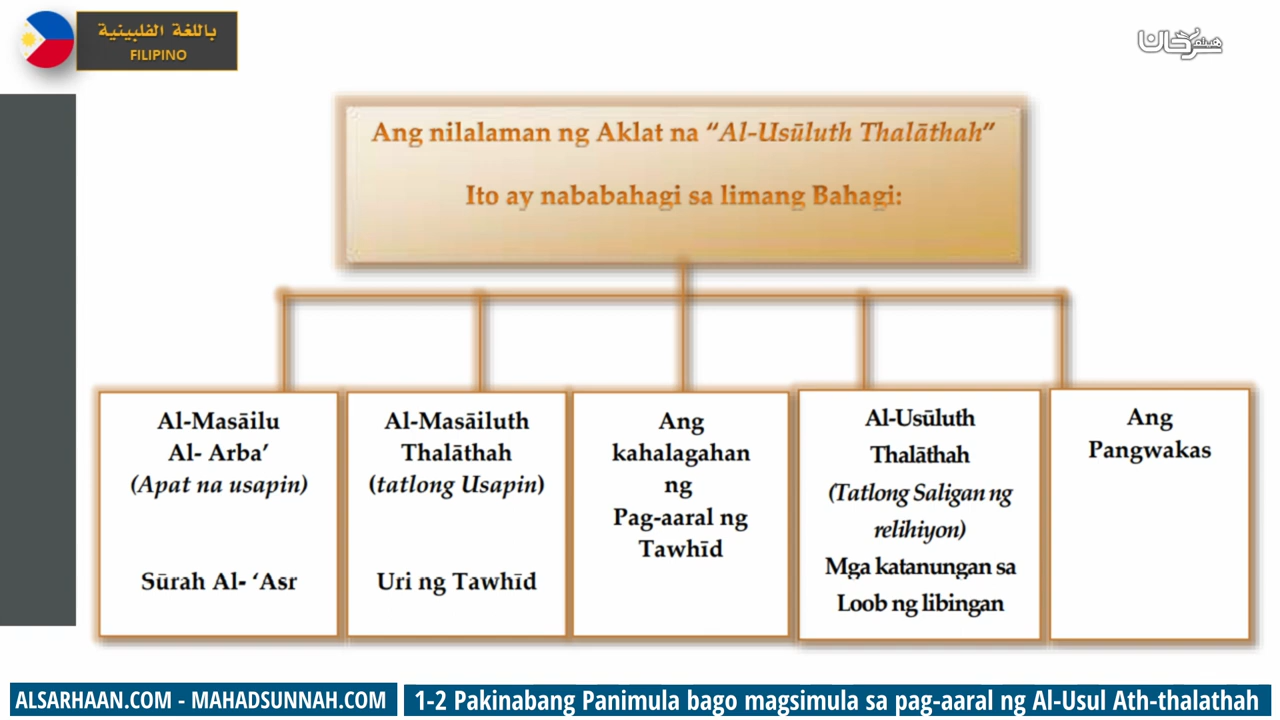 باللغة الفلبينية
FILIPINO
هيثم سرحان
Ang nilalaman ng Aklat na “Al-Usūluth Thalāthah”
Ito ay nababahagi sa limang Bahagi:
Al-Masāilu
Al- Arba’
(Apat na usapin)
Sūrah Al- ‘Asr
Al-Masāiluth
Thalāthah
(tatlong Usapin)
Uri ng Tawhīd
Ang
kahalagahan
ng
Pag-aaral ng
Tawhīd
Al-Usūluth
Thalāthah
(Tatlong Saligan ng
relihiyon)
Mga katanungan sa
Loob ng libingan
Ang
Pangwakas
ALSARHAAN.COM - MAHADSUNNAH.COM
1-2 Pakinabang Panimula bago magsimula sa pag-aaral ng Al-Usul Ath-thalathah